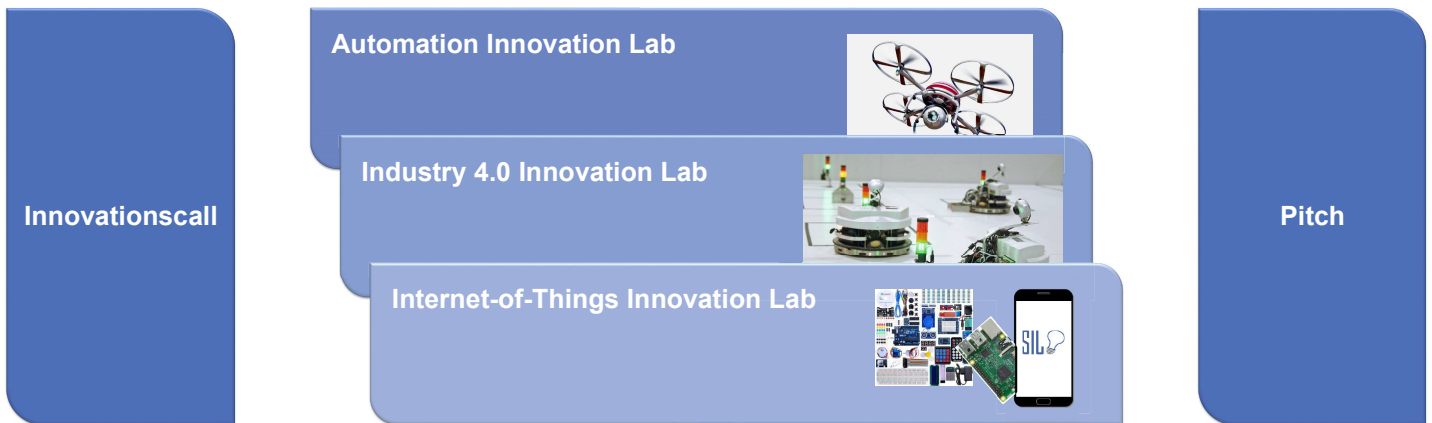 Innovationscall
Automation Innovation Lab
Industry 4.0 Innovation Lab
Internet-of-Things Innovation Lab
SIL
Pitch